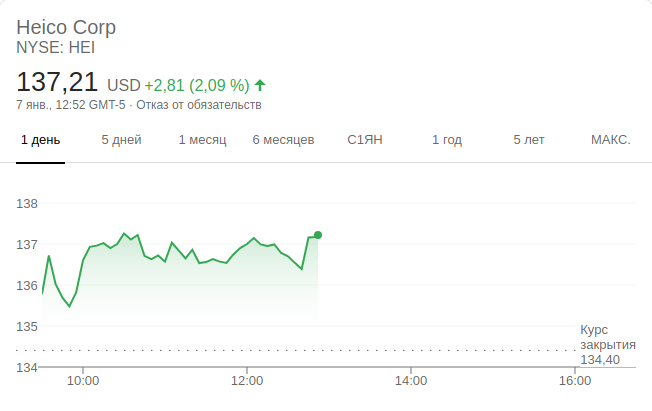 Heico Corp
NYSE: HEI
137,21 USD +2,81 (2,09 %)
7 янв., 12:52 GMT-5 · Отказ от обязательств
1 день 5 дней 1 месяц 6 месяцев С1ЯН 1 год 5 лет МАКС.
138
137
136
135
134
Курс
закрытия
134,40
10:00 12:00 14:00 16:00